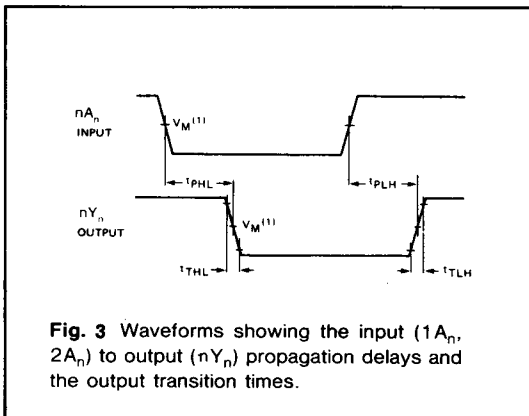 nAn
INPUT
VM(1)
tPHL
tPLH
nYn
OUTPUT
VM(1)
tTHL
tTLH
Fig. 3 Waveforms showing the input (1An,
2An) to output (nYn) propagation delays and
the output transition times.